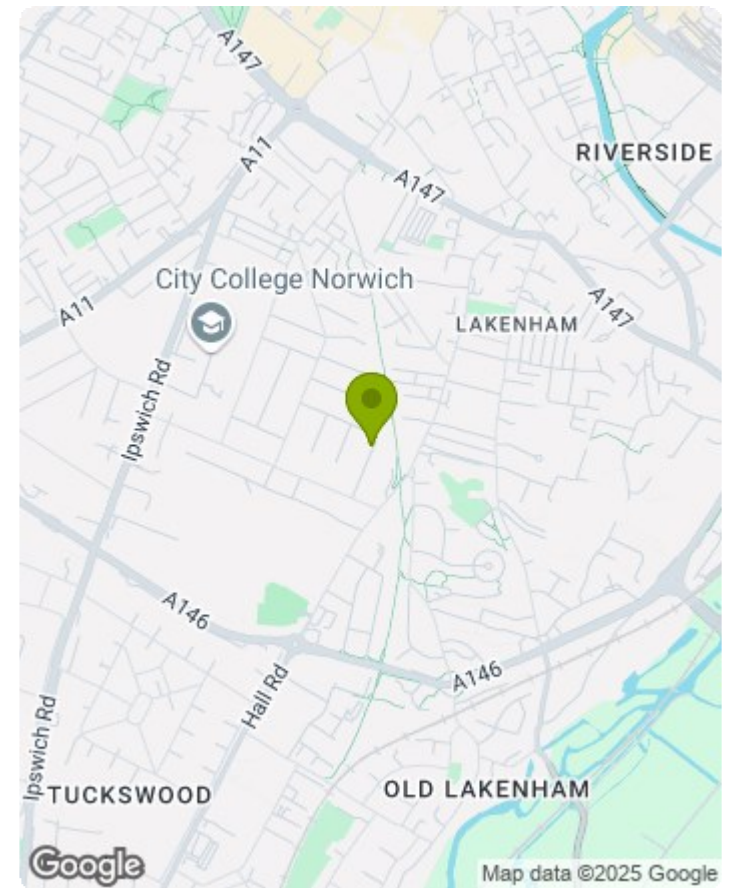 A147
A11
RIVERSIDE
A147
City College Norwich
A11
A147
LAKENHAM
Ipswich Rd
A146
A146
Hall Rd
Ipswich Rd
TUCKSWOOD
OLD LAKENHAM
Google
Map data ©2025 Google